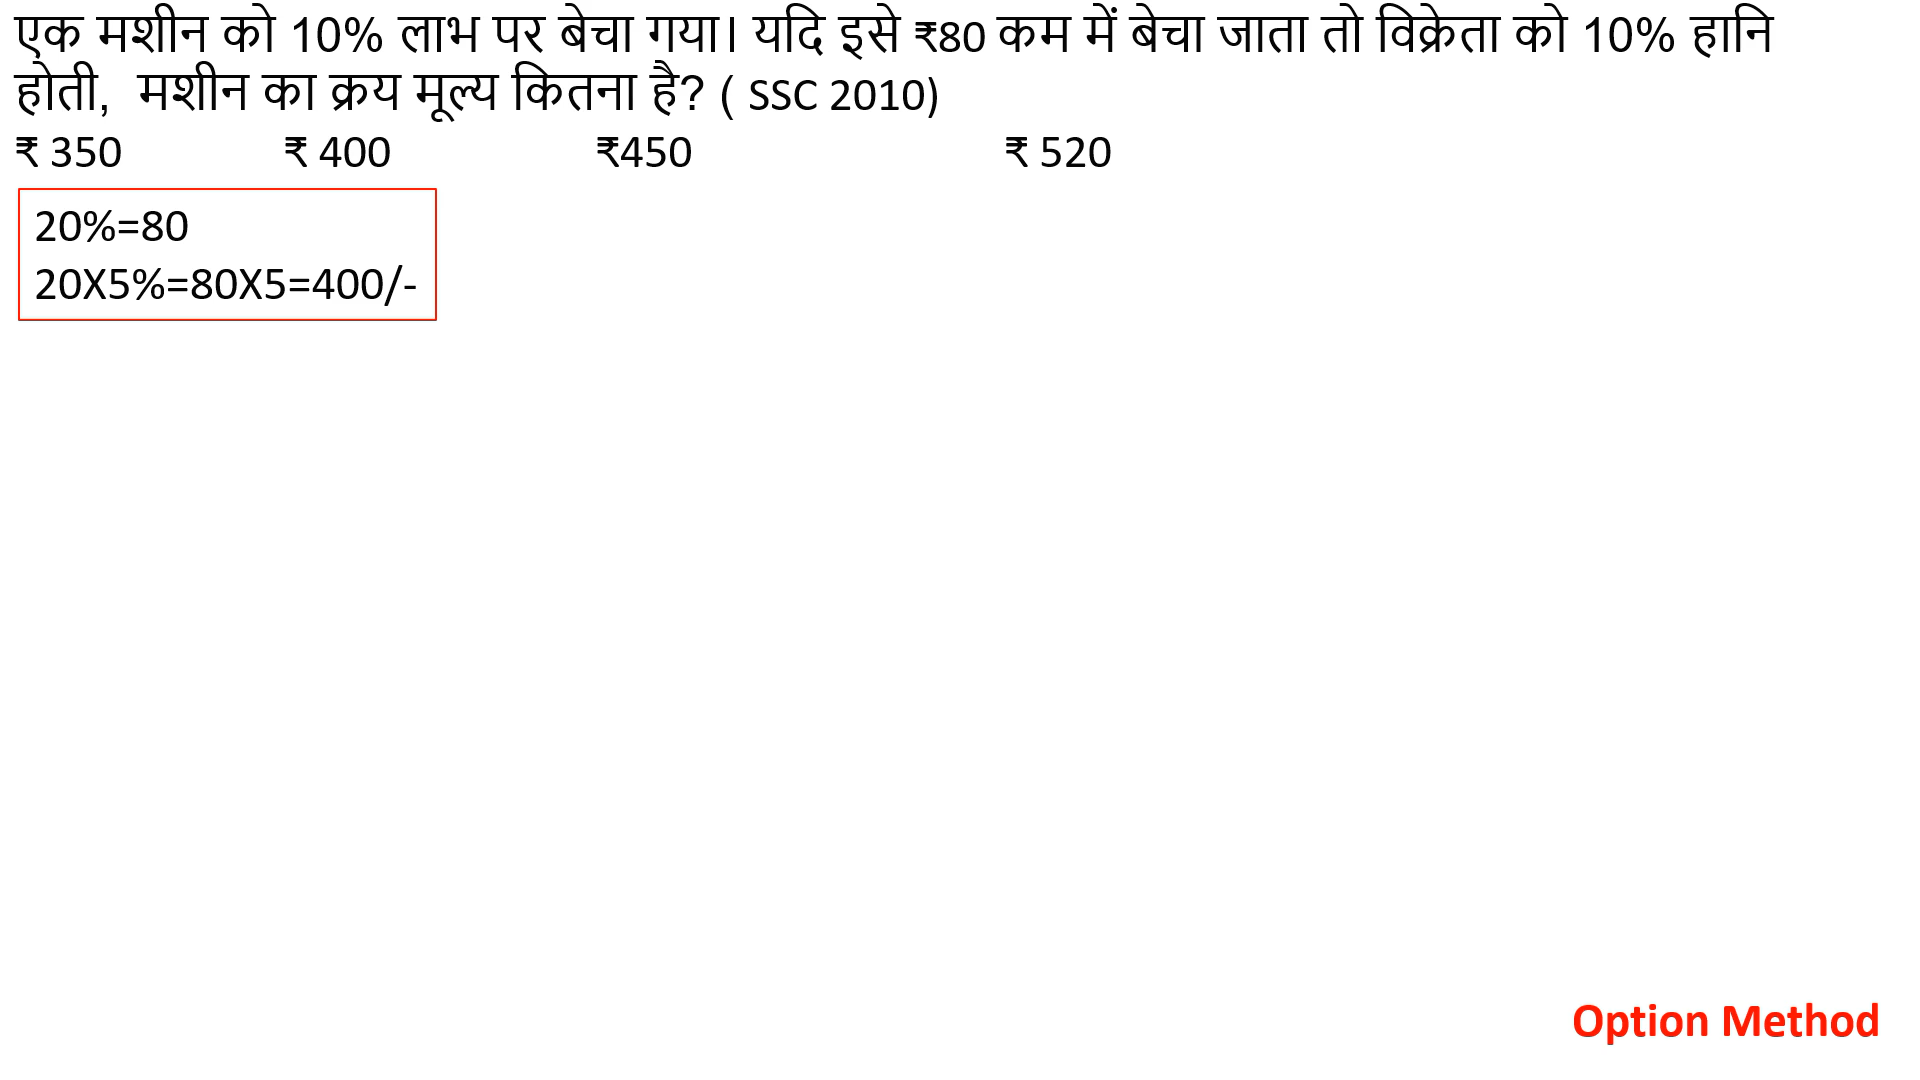 एक मशीन को 10% लाभ पर बेचा गया। यदि इसे ₹80 कम में बेचा जाता तो विक्रेता को 10% हानि
होती,  मशीन का क्रय मूल्य कितना है? ( SSC 2010)
₹ 350 ₹ 400 ₹450 ₹ 520
20%=80
20X5%=80X5=400/-
Option Method